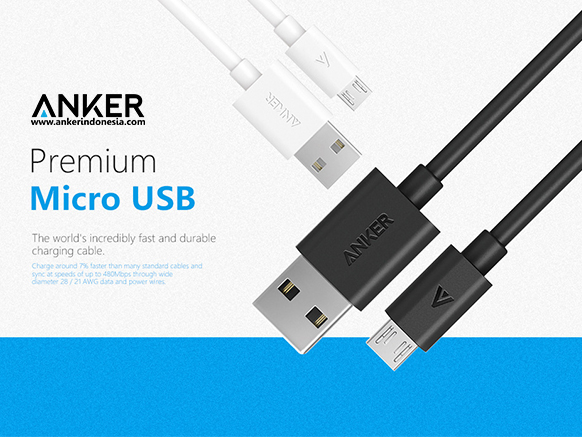 ANKER
www.ankerindonesia.com
Premium
Micro USB
The world's incredibly fast and durable
charging cable.
Charge around 7% faster than many standard cables and
sync at speeds of up to 480Mbps through wide
diameter 28 / 21 AWG data and power wires.
ANKER
ANKER